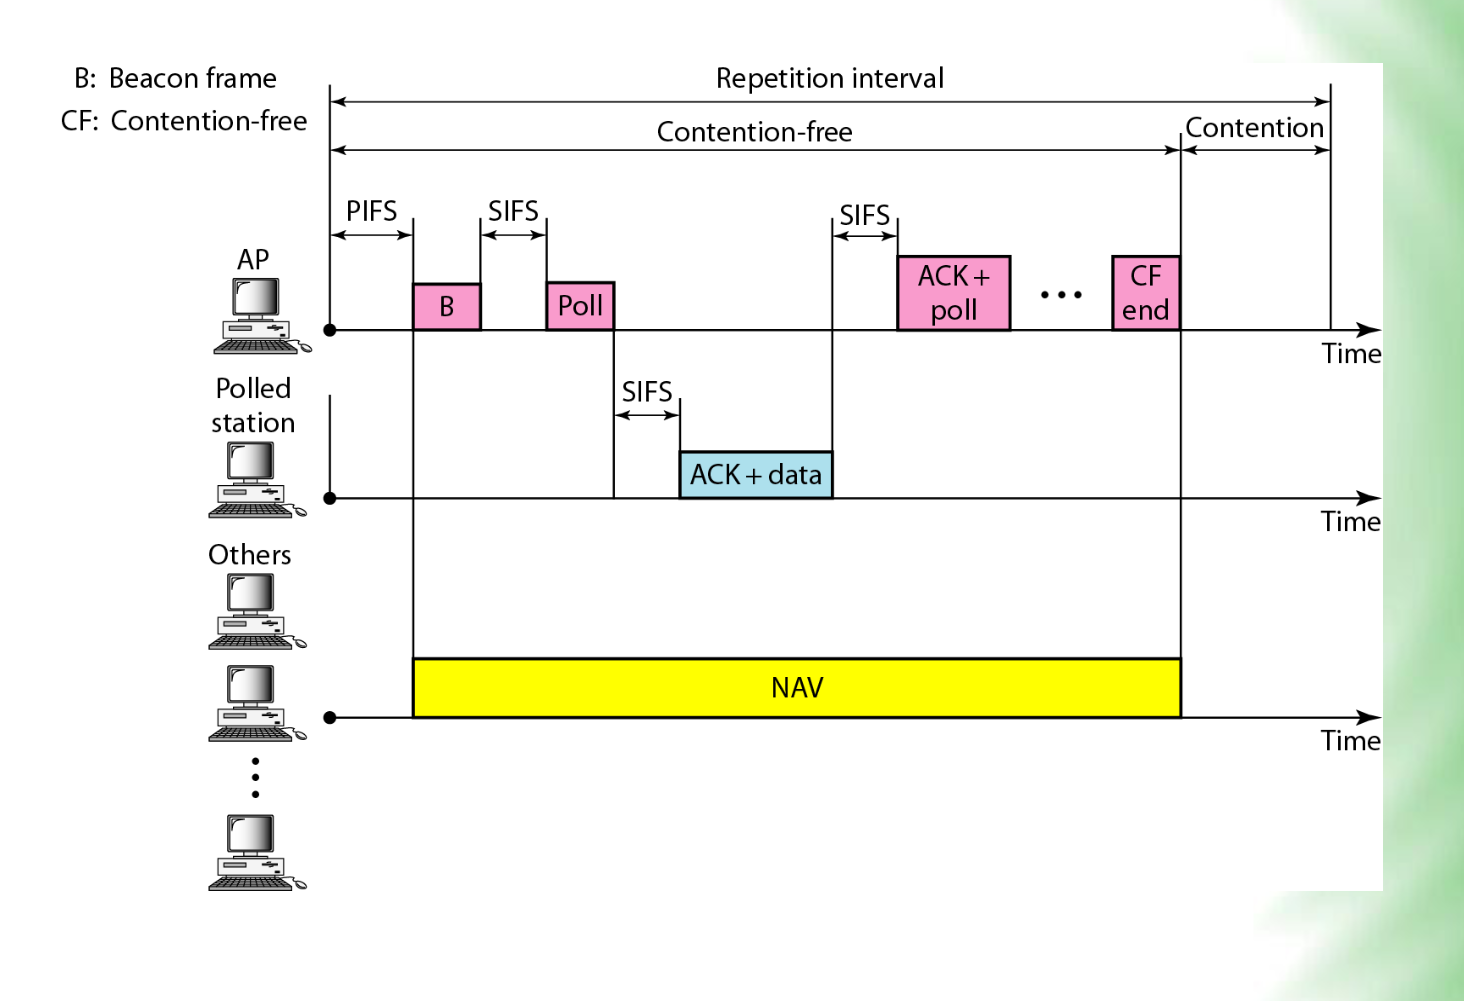 B: Beacon frame
CF: Contention-free
Repetition interval
Contention-free
Contention
PIFS
SIFS
SIFS
AP
B
Poll
ACK +
poll
CF
end
Time
Polled
station
SIFS
ACK + data
Time
Others
NAV
Time